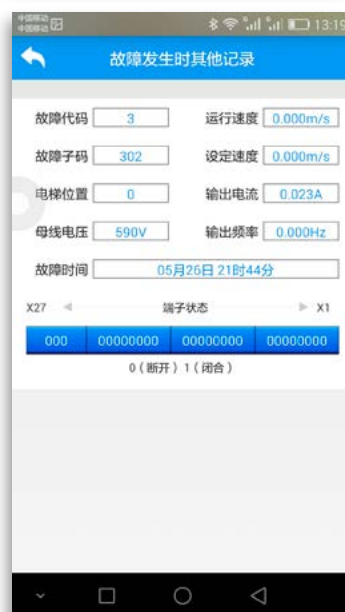 中国移动
中国移动
13:19
故障发生时其他记录
故障代码 3 运行速度 0.000m/s
故障子码 302 设定速度 0.000m/s
电梯位置 0 输出电流 0.023A
母线电压 590V 输出频率 0.000Hz
故障时间 05月26日 21时44分
X27 端子状态 X1
000 00000000 00000000 00000000
0（断开）1（闭合）